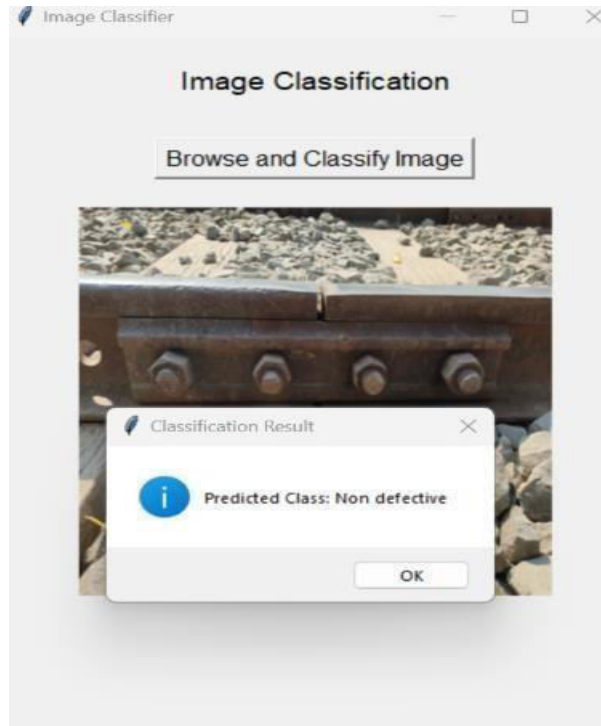 Image Classifier
Image Classification
Browse and Classify Image
Classification Result
Predicted Class: Non defective
OK